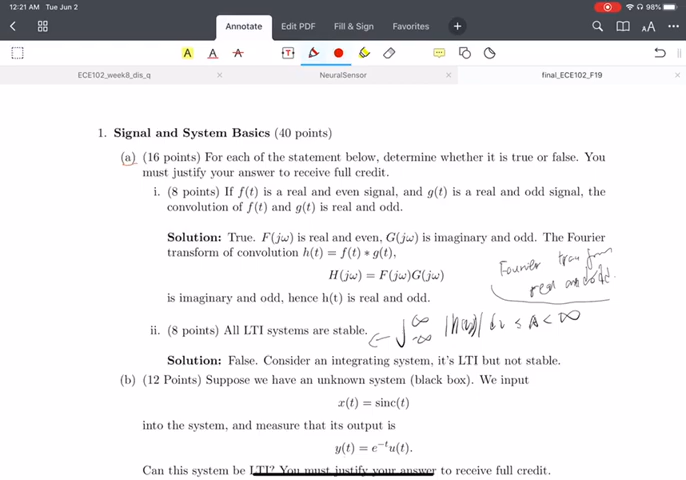 12:21 AM Tue Jun 2
98%
Annotate Edit PDF Fill & Sign Favorites
ECE102_week8_dis_q × NeuralSensor × final_ECE102_F19 ×
1. Signal and System Basics (40 points)
(a) (16 points) For each of the statement below, determine whether it is true or false. You
must justify your answer to receive full credit.
i. (8 points) If f(t) is a real and even signal, and g(t) is a real and odd signal, the
convolution of f(t) and g(t) is real and odd.
Solution: True. F(jω) is real and even, G(jω) is imaginary and odd. The Fourier
transform of convolution h(t) = f(t) ∗ g(t),
Fourier
H(jω) = F(jω)G(jω)
real and odd.
is imaginary and odd, hence h(t) is real and odd.
ii. (8 points) All LTI systems are stable.
Solution: False. Consider an integrating system, it's LTI but not stable.
(b) (12 Points) Suppose we have an unknown system (black box). We input
x(t) = sinc(t)
into the system, and measure that its output is
y(t) = e^{-t}u(t).
Can this system be LTI? You must justify your answer to receive full credit.